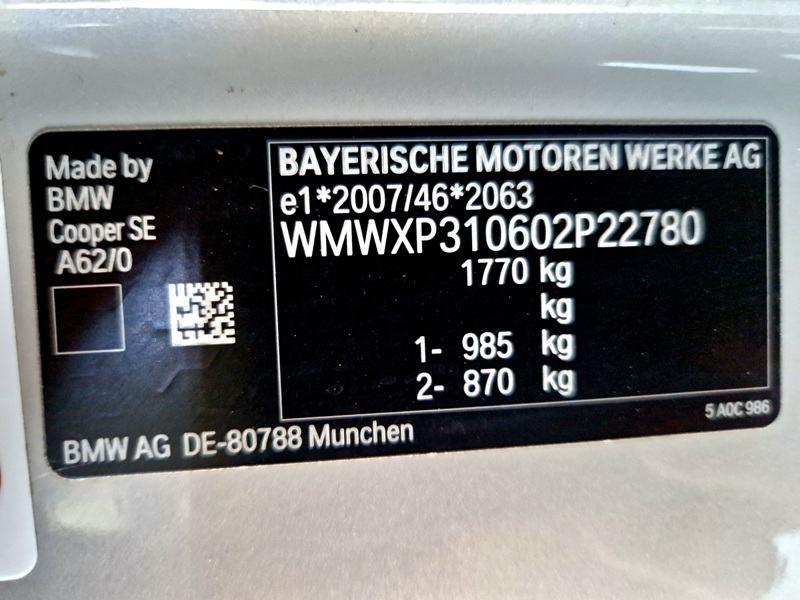 Made by
BMW
Cooper SE
A62/0
BAYERISCHE MOTOREN WERKE AG
e1*2007/46*2063
WMWXP310602P22780
1770 kg
kg
1- 985 kg
2- 870 kg
5 A0C 986
BMW AG DE-80788 Munchen